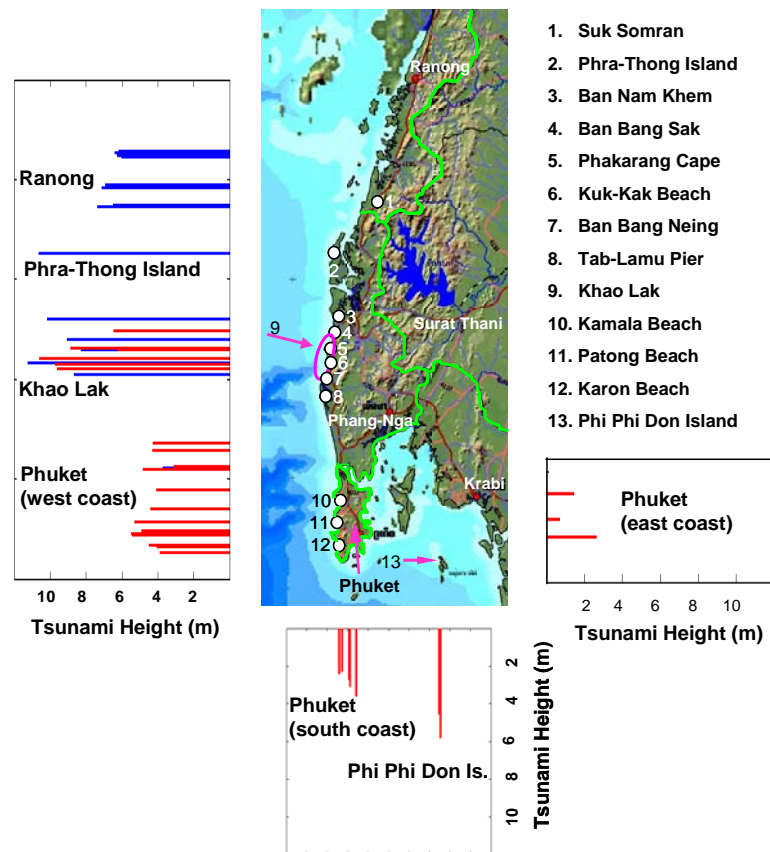 Ranong
Phra-Thong Island
Khao Lak
Phuket
(west coast)
10
12
8
6
4
2
Tsunami Height (m)
Ranong
1
2
3
4
9
5
6
7
8
Surat Thani
Phang-Nga
Krabi
10
11
12
13
Phuket
1. Suk Somran
2. Phra-Thong Island
3. Ban Nam Khem
4. Ban Bang Sak
5. Phakarang Cape
6. Kuk-Kak Beach
7. Ban Bang Neing
8. Tab-Lamu Pier
9. Khao Lak
10. Kamala Beach
11. Patong Beach
12. Karon Beach
13. Phi Phi Don Island
Phuket
(east coast)
2 4 6 8 10
Tsunami Height (m)
Phuket
(south coast)
Phi Phi Don Is.
2
4
6
8
10
Tsunami Height (m)